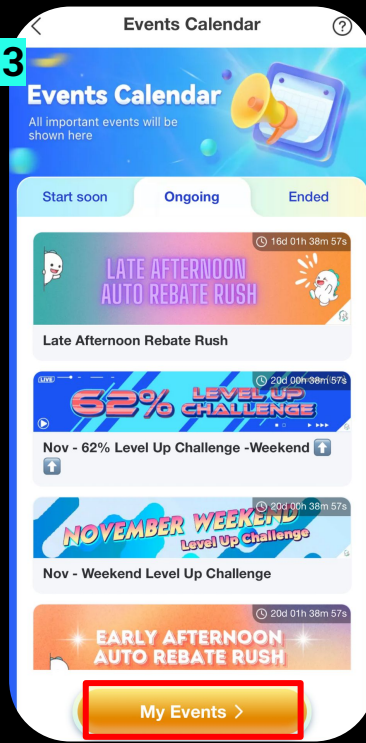 Events Calendar
3
Events Calendar
All important events will be
shown here
Start soon
Ongoing
Ended
16d 01h 38m 57s
LATE AFTERNOON
AUTO REBATE RUSH
Late Afternoon Rebate Rush
LIVE
20d 00h 38m 57s
62% LEVEL UP
CHALLENGE
Nov - 62% Level Up Challenge -Weekend ⬆️
⬆️
20d 00h 38m 57s
NOVEMBER WEEKEND
Level Up Challenge
Nov - Weekend Level Up Challenge
20d 01h 38m 57s
EARLY AFTERNOON
AUTO REBATE RUSH
My Events >